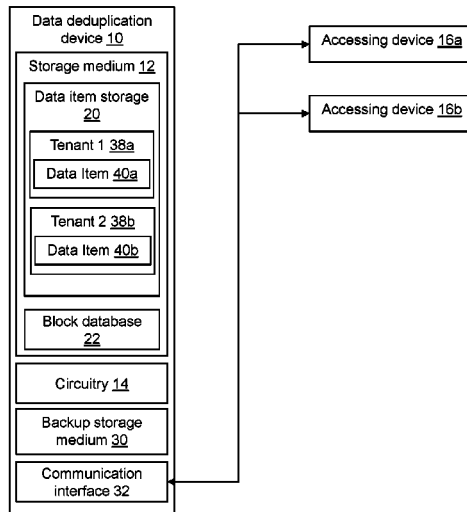 Data deduplication
device 10
Storage medium 12
Data item storage
20
Tenant 1 38a
Data Item 40a
Tenant 2 38b
Data Item 40b
Block database
22
Circuitry 14
Backup storage
medium 30
Communication
interface 32
Accessing device 16a
Accessing device 16b